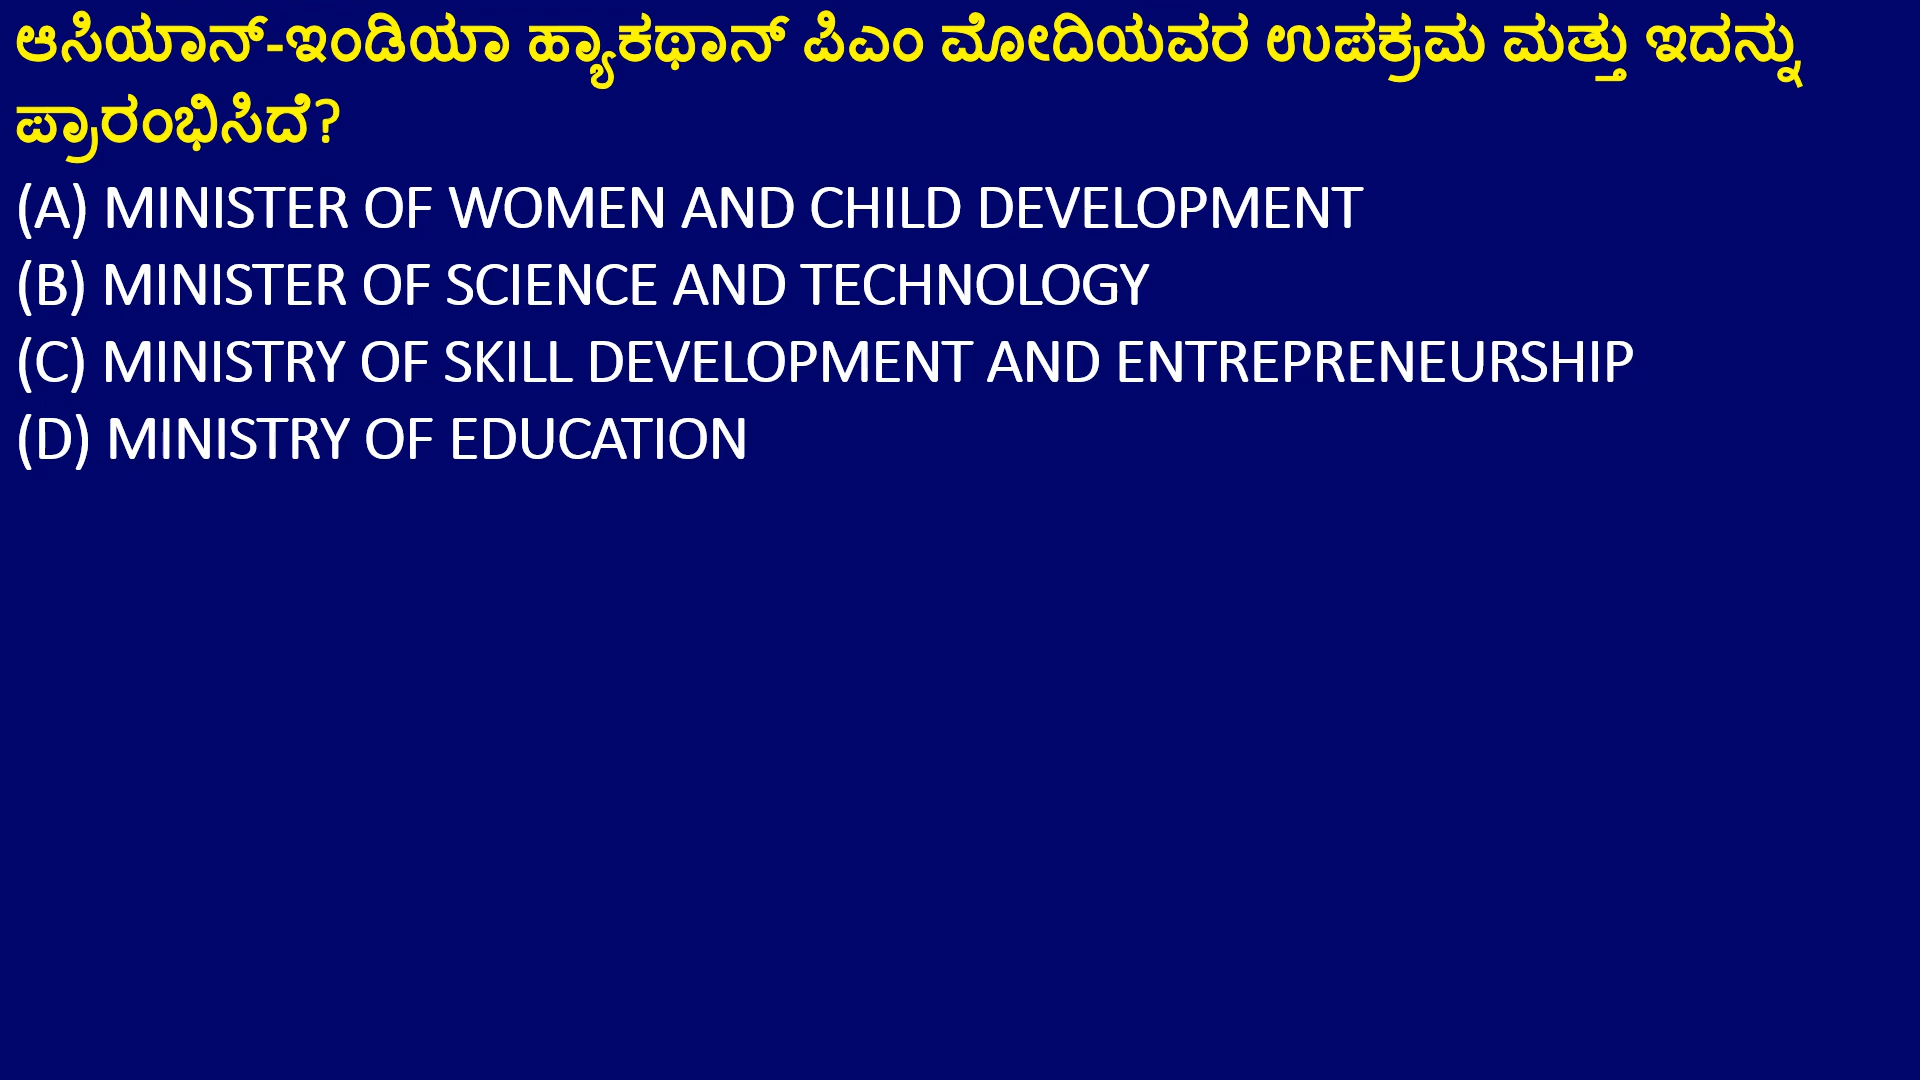 ಆಸಿಯಾನ್-ಇಂಡಿಯಾ ಹ್ಯಾಕಥಾನ್ ಪಿಎಂ ಮೋದಿಯವರ ಉಪಕ್ರಮ ಮತ್ತು ಇದನ್ನು
ಪ್ರಾರಂಭಿಸಿದೆ?
(A) MINISTER OF WOMEN AND CHILD DEVELOPMENT
(B) MINISTER OF SCIENCE AND TECHNOLOGY
(C) MINISTRY OF SKILL DEVELOPMENT AND ENTREPRENEURSHIP
(D) MINISTRY OF EDUCATION